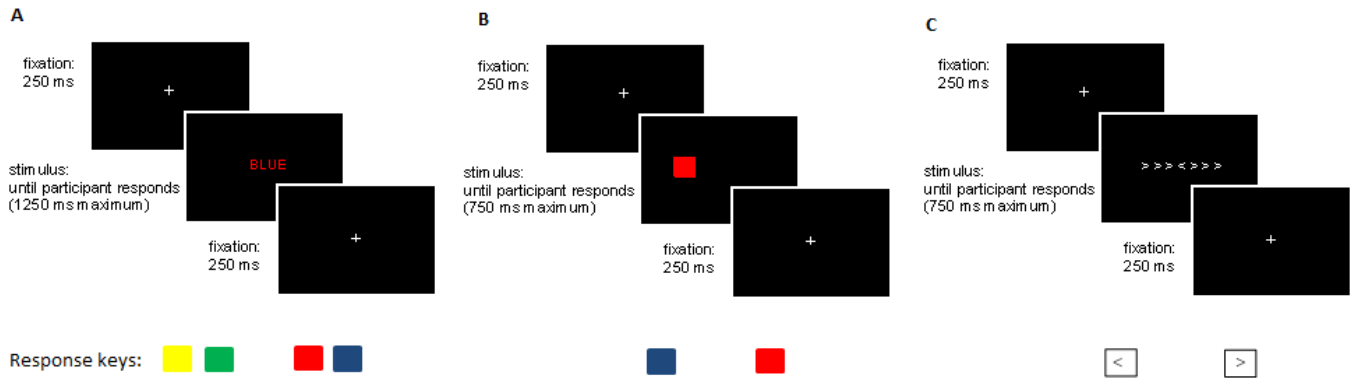 A
fixation:
250 ms
+
BLUE
stimulus:
until participant responds
(1250 ms maximum)
+
fixation:
250 ms
B
fixation:
250 ms
+
stimulus:
until participant responds
(750 ms maximum)
+
fixation:
250 ms
C
fixation:
250 ms
+
> > > < > > >
stimulus:
until participant responds
(750 ms maximum)
+
fixation:
250 ms
Response keys:
<
>